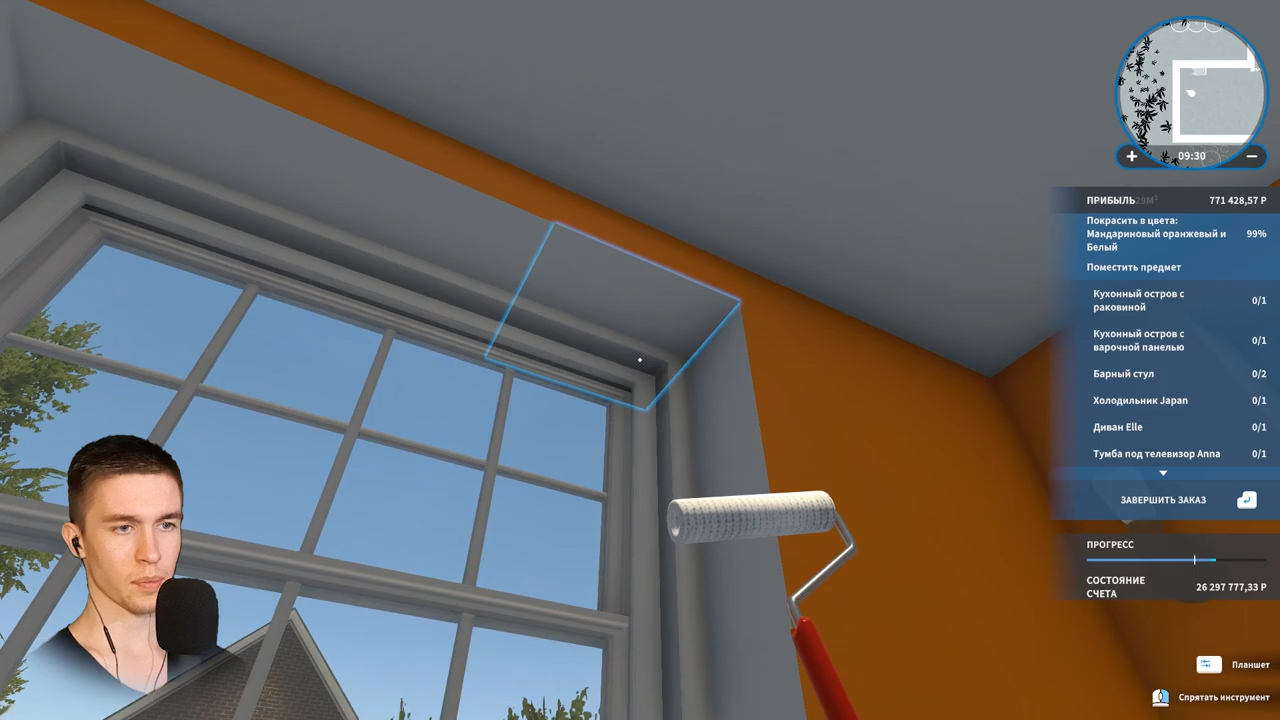 + 09:30 −
ПРИБЫЛЬ 771 428,57 Р
Покрасить в цвета:
Мандариновый оранжевый и 99%
Белый
Поместить предмет
Кухонный остров с 0/1
раковиной
Кухонный остров с 0/1
варочной панелью
Барный стул 0/2
Холодильник Japan 0/1
Диван Elle 0/1
Тумба под телевизор Anna 0/1
ЗАВЕРШИТЬ ЗАКАЗ
ПРОГРЕСС
СОСТОЯНИЕ 26 297 777,33 Р
СЧЕТА
Планшет
Спрятать инструмент